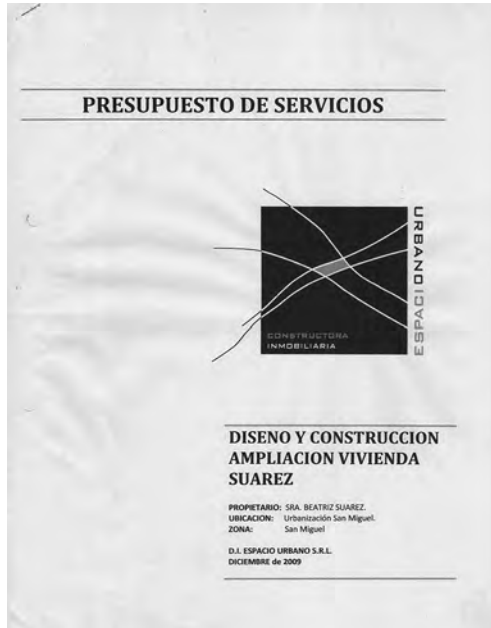 PRESUPUESTO DE SERVICIOS
URBANO
ESPACI
CONSTRUCTORA
INMOBILIARIA
DISENO Y CONSTRUCCION
AMPLIACION VIVIENDA
SUAREZ
PROPIETARIO: SRA. BEATRIZ SUAREZ.
UBICACION: Urbanización San Miguel.
ZONA: San Miguel
D.I. ESPACIO URBANO S.R.L.
DICIEMBRE de 2009